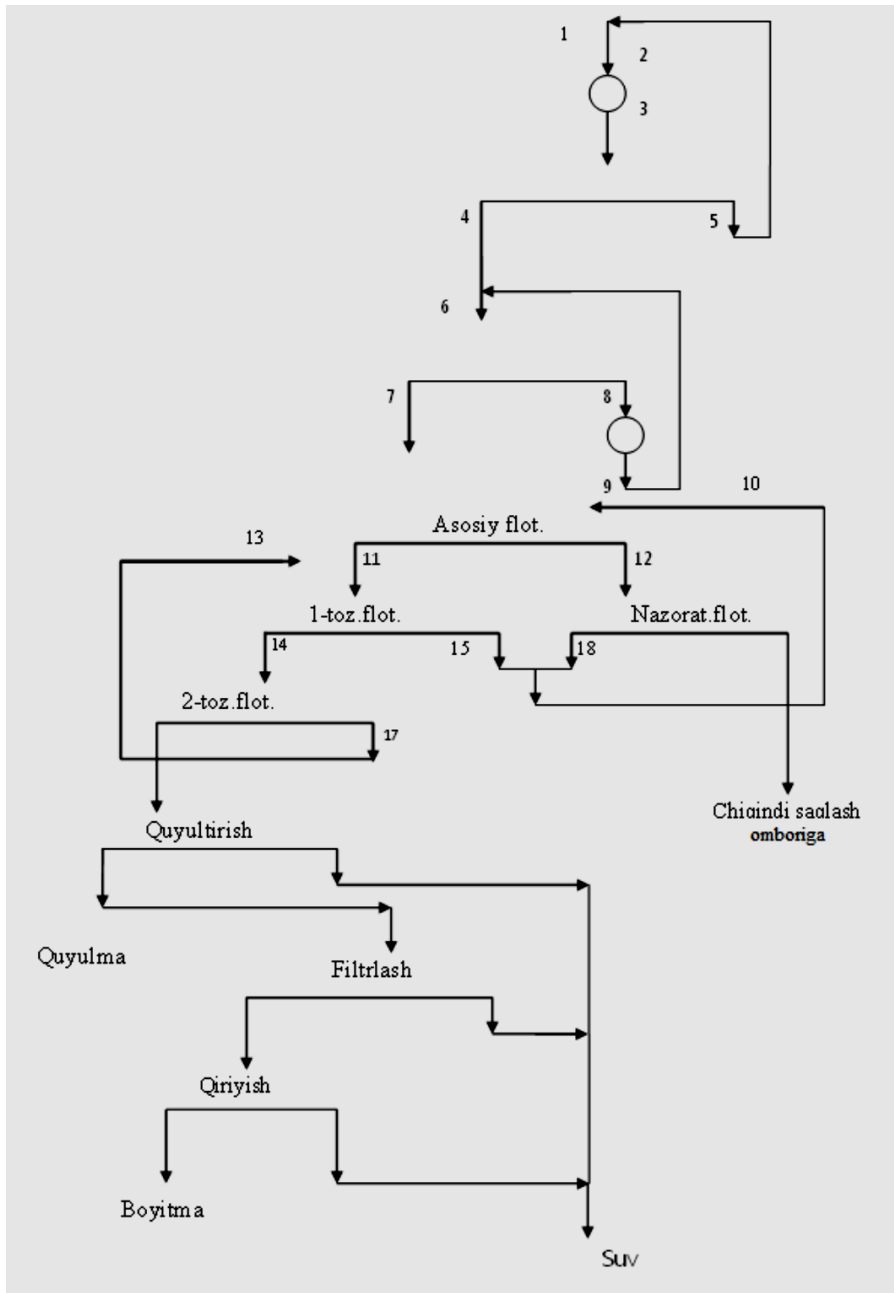 1
2
3
4
5
6
7
8
9
10
Asosiy flot.
13
11
12
1-toz.flot.
Nazorat.flot.
14
15
18
2-toz.flot.
17
Chiqindi saqlash
omboriga
Quyultirish
Quyulma
Filtrlash
Qiriyish
Boyitma
Suv